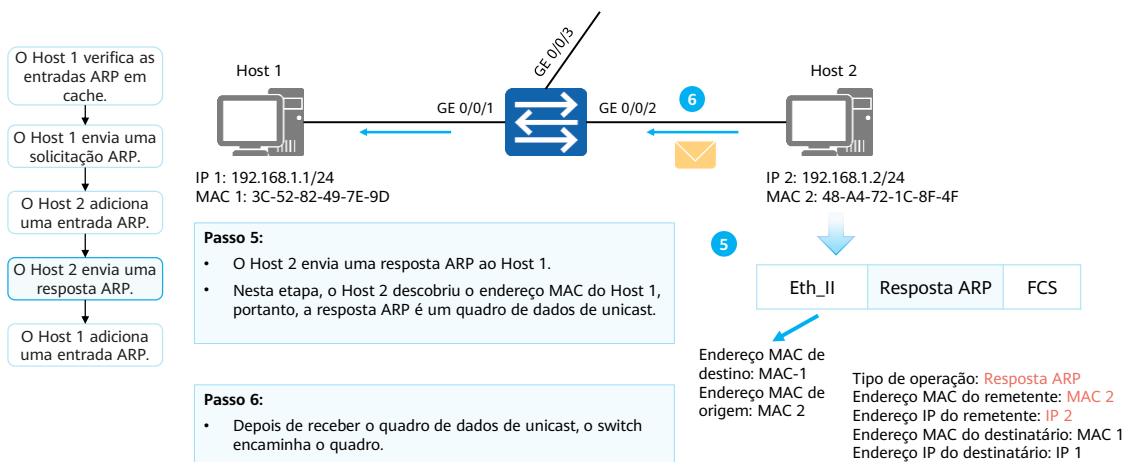 O Host 1 verifica as
entradas ARP em
cache.
O Host 1 envia uma
solicitação ARP.
O Host 2 adiciona
uma entrada ARP.
O Host 2 envia uma
resposta ARP.
O Host 1 adiciona
uma entrada ARP.
GE 0/0/3
Host 1
Host 2
GE 0/0/1
GE 0/0/2
6
IP 1: 192.168.1.1/24
MAC 1: 3C-52-82-49-7E-9D
IP 2: 192.168.1.2/24
MAC 2: 48-A4-72-1C-8F-4F
Passo 5:
• O Host 2 envia uma resposta ARP ao Host 1.
• Nesta etapa, o Host 2 descobriu o endereço MAC do Host 1,
portanto, a resposta ARP é um quadro de dados de unicast.
5
Eth_II Resposta ARP FCS
Endereço MAC de
destino: MAC-1
Endereço MAC de
origem: MAC 2
Tipo de operação: Resposta ARP
Endereço MAC do remetente: MAC 2
Endereço IP do remetente: IP 2
Endereço MAC do destinatário: MAC 1
Endereço IP do destinatário: IP 1
Passo 6:
• Depois de receber o quadro de dados de unicast, o switch
encaminha o quadro.